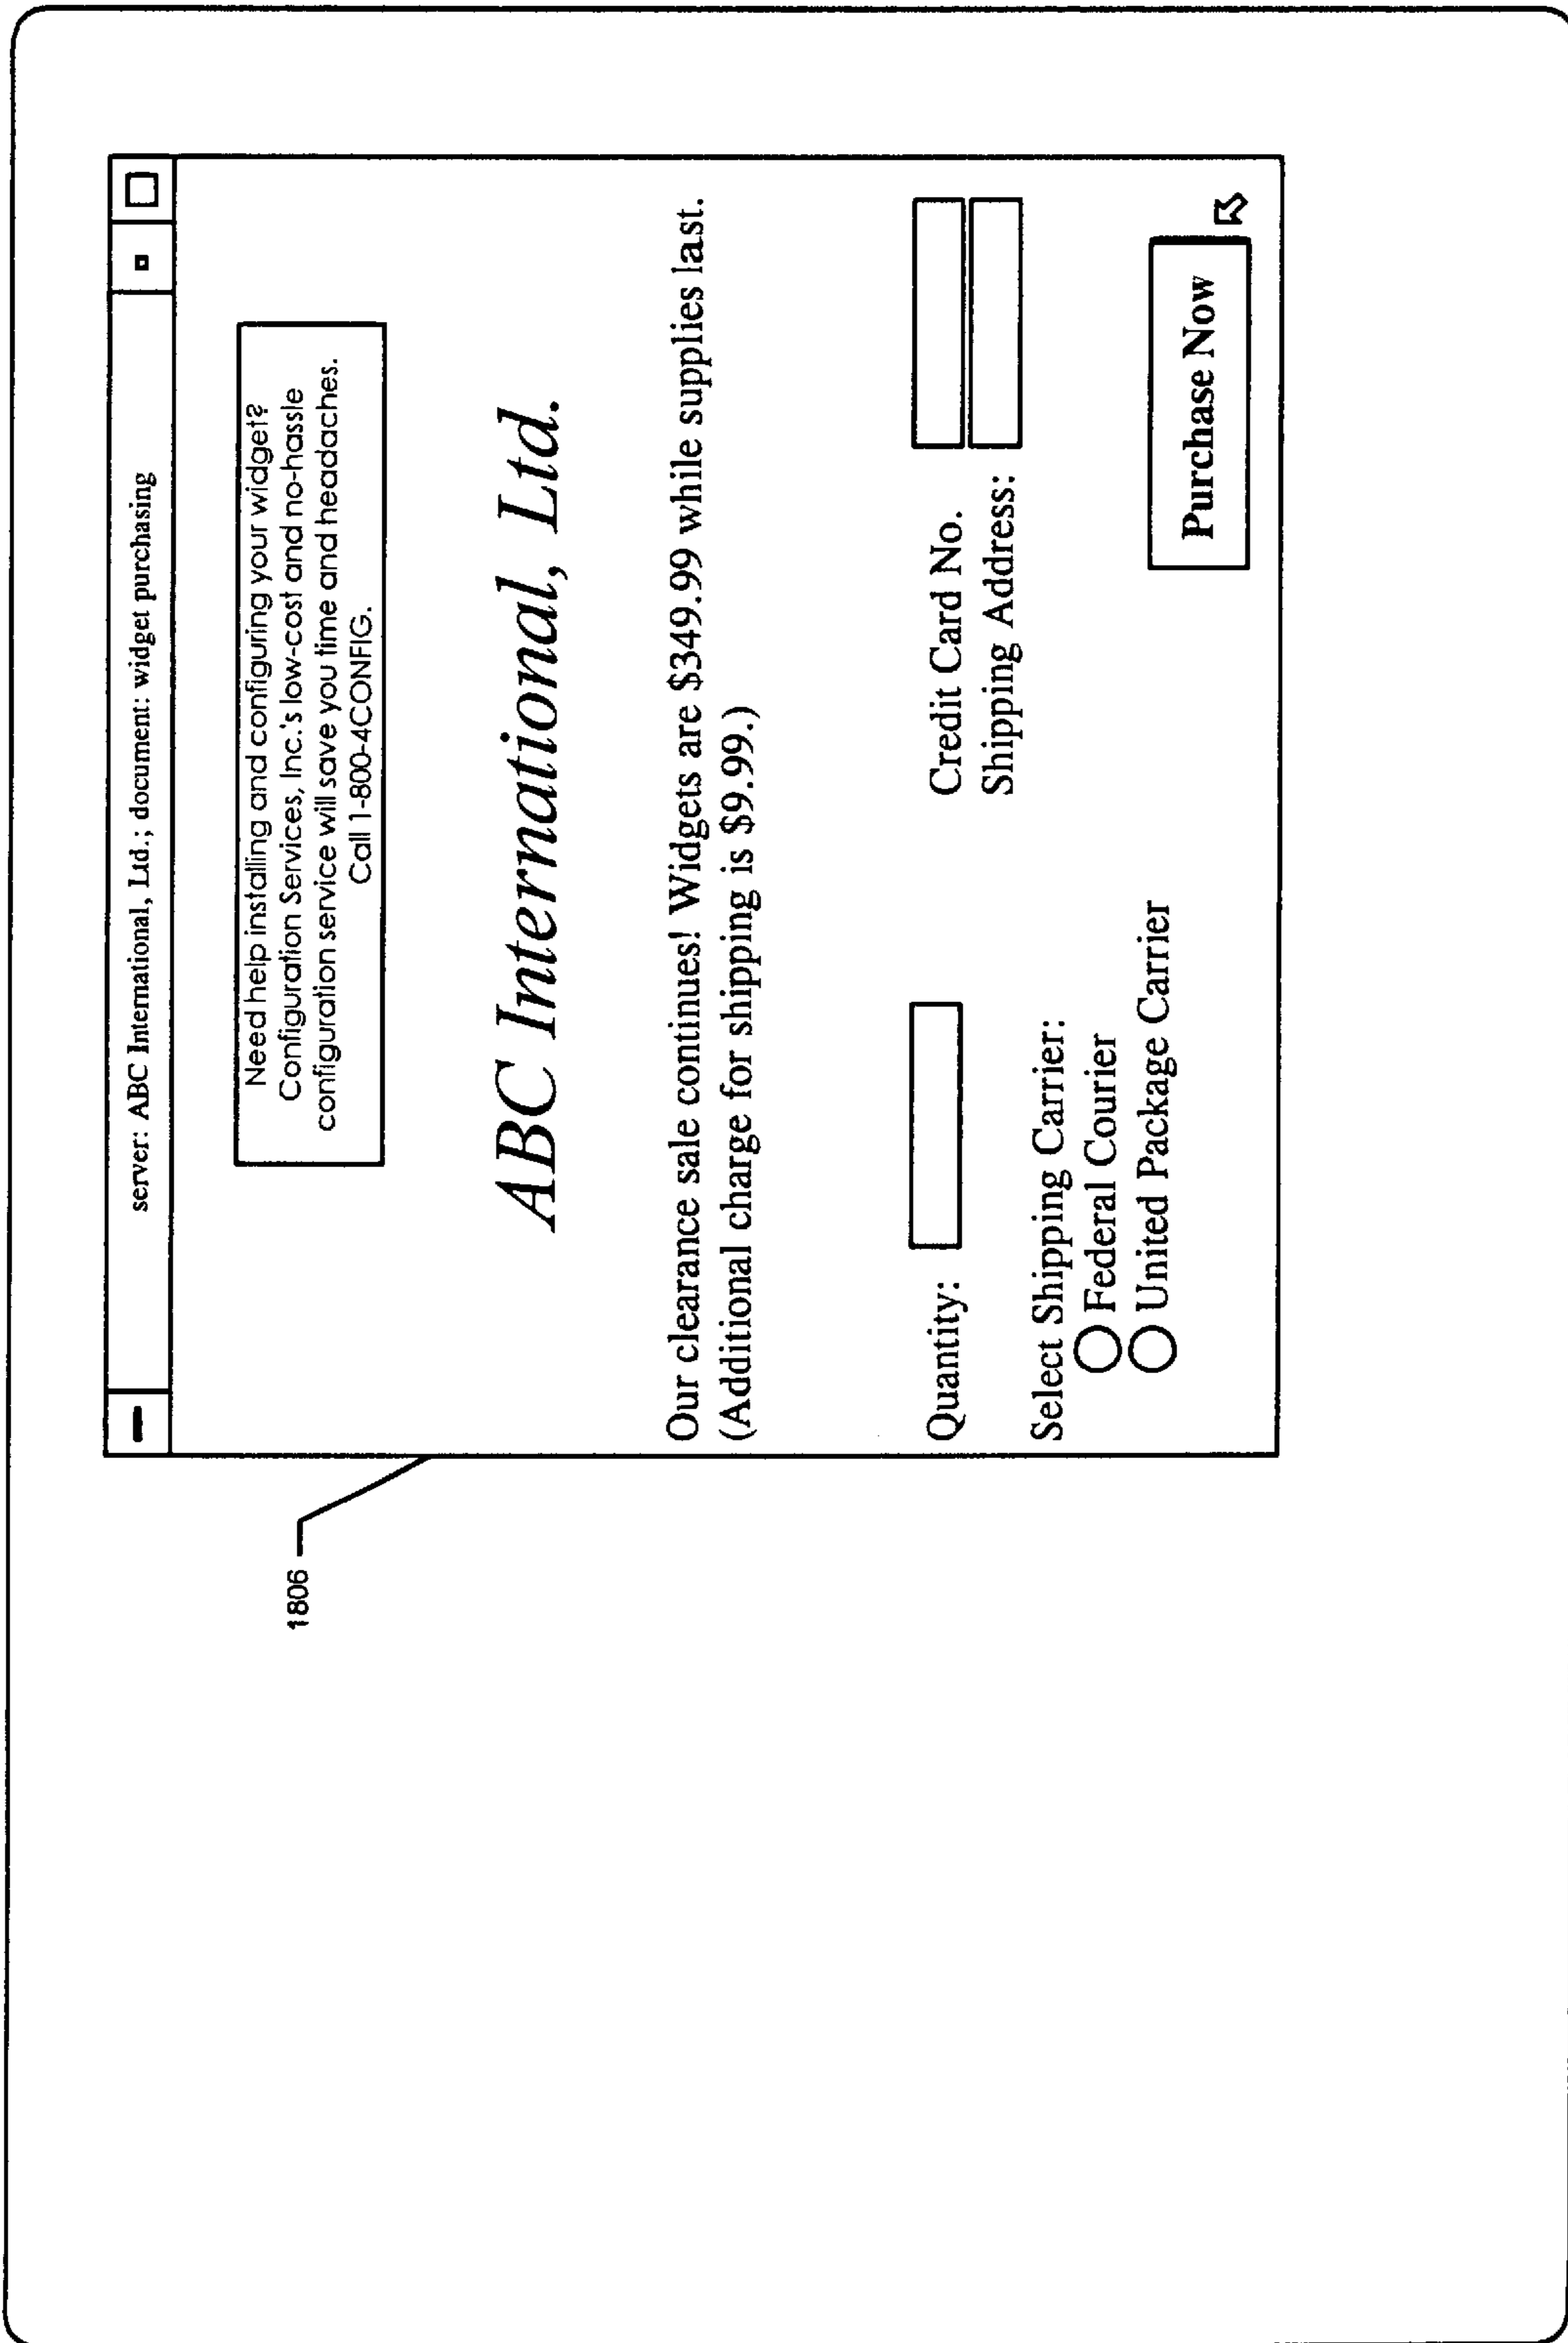 server: ABC International, Ltd.; document: widget purchasing
Need help installing and configuring your widget?
Configuration Services, Inc.'s low-cost and no-hassle
configuration service will save you time and headaches.
Call 1-800-4CONFIG.
1806
ABC International, Ltd.
Our clearance sale continues! Widgets are $349.99 while supplies last.
(Additional charge for shipping is $9.99.)
Quantity:
Credit Card No.
Shipping Address:
Select Shipping Carrier:
Federal Courier
United Package Carrier
Purchase Now